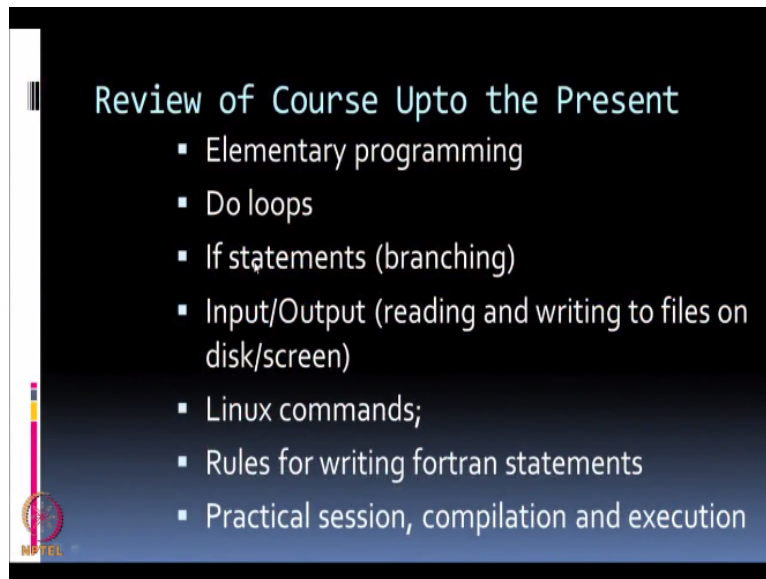 Review of Course Upto the Present
▪ Elementary programming
▪ Do loops
▪ If statements (branching)
▪ Input/Output (reading and writing to files on
disk/screen)
▪ Linux commands;
▪ Rules for writing fortran statements
▪ Practical session, compilation and execution
NPTEL